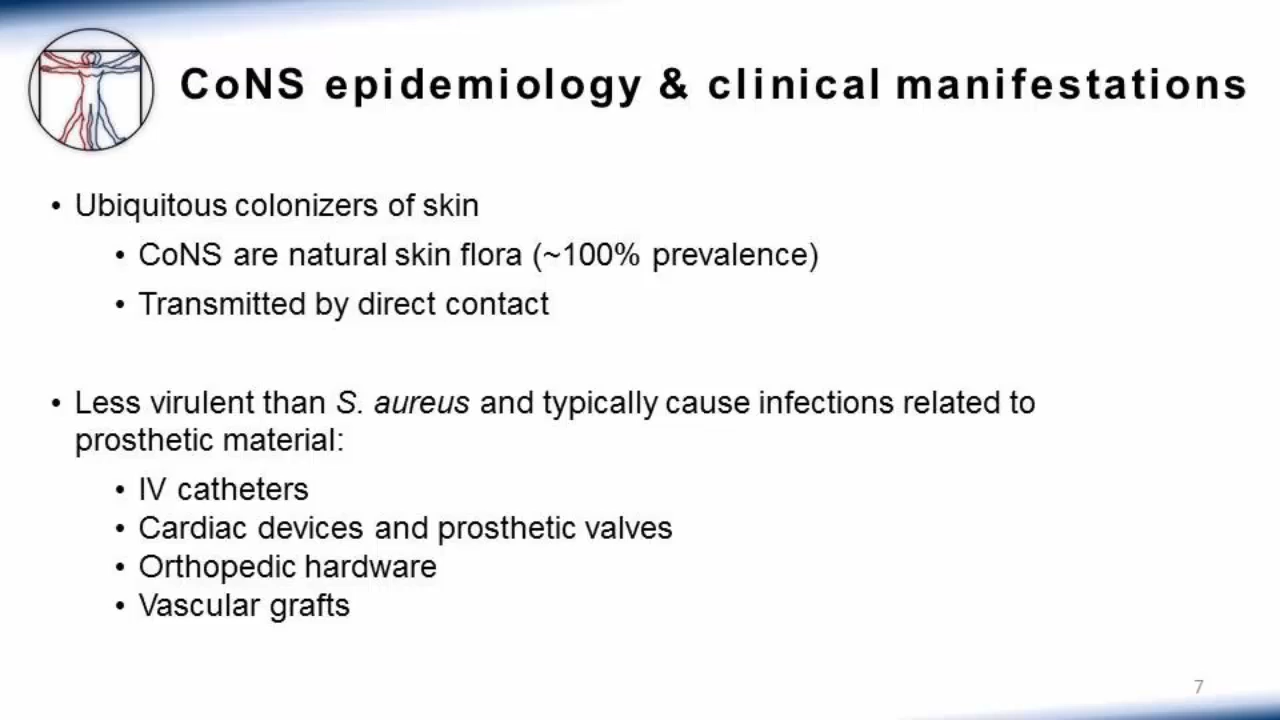 CoNS epidemiology & clinical manifestations
• Ubiquitous colonizers of skin
• CoNS are natural skin flora (~100% prevalence)
• Transmitted by direct contact
• Less virulent than S. aureus and typically cause infections related to
prosthetic material:
• IV catheters
• Cardiac devices and prosthetic valves
• Orthopedic hardware
• Vascular grafts
7